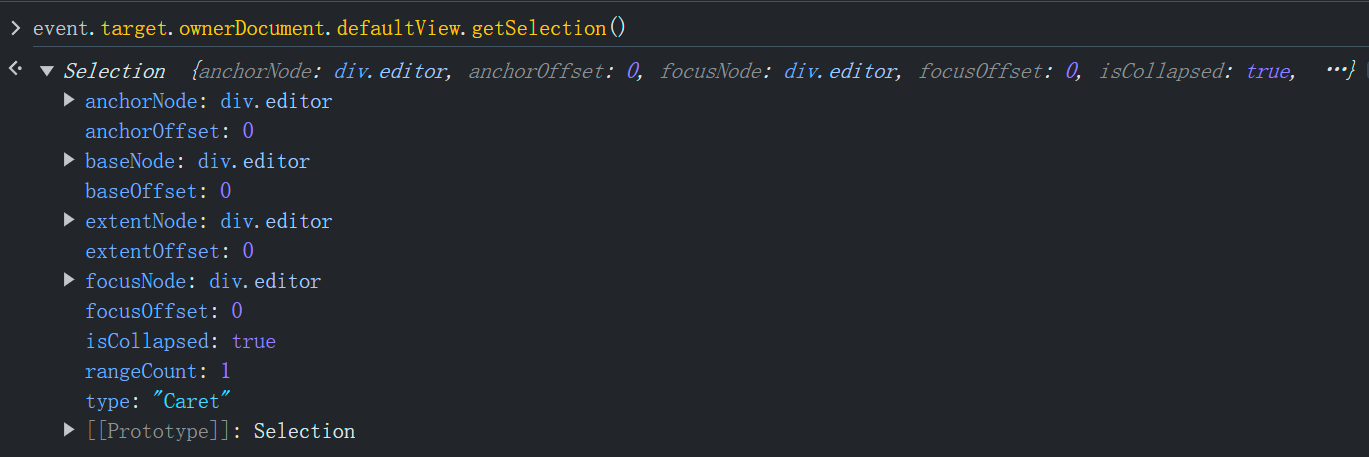 event.target.ownerDocument.defaultView.getSelection()
Selection {anchorNode: div.editor, anchorOffset: 0, focusNode: div.editor, focusOffset: 0, isCollapsed: true, …}
anchorNode: div.editor
anchorOffset: 0
baseNode: div.editor
baseOffset: 0
extentNode: div.editor
extentOffset: 0
focusNode: div.editor
focusOffset: 0
isCollapsed: true
rangeCount: 1
type: "Caret"
[[Prototype]]: Selection